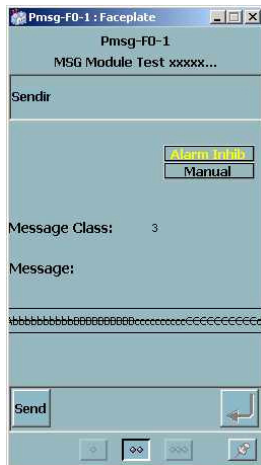 Pmsg-F0-1 : Faceplate
Pmsg-F0-1
MSG Module Test xxxxx...
Sendir
Alarm Inhib
Manual
Message Class: 3
Message:
Send